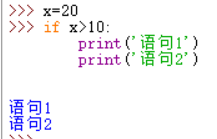 >>> x=20
>>> if x>10:
        print('语句1')
        print('语句2')
语句1
语句2
>>>